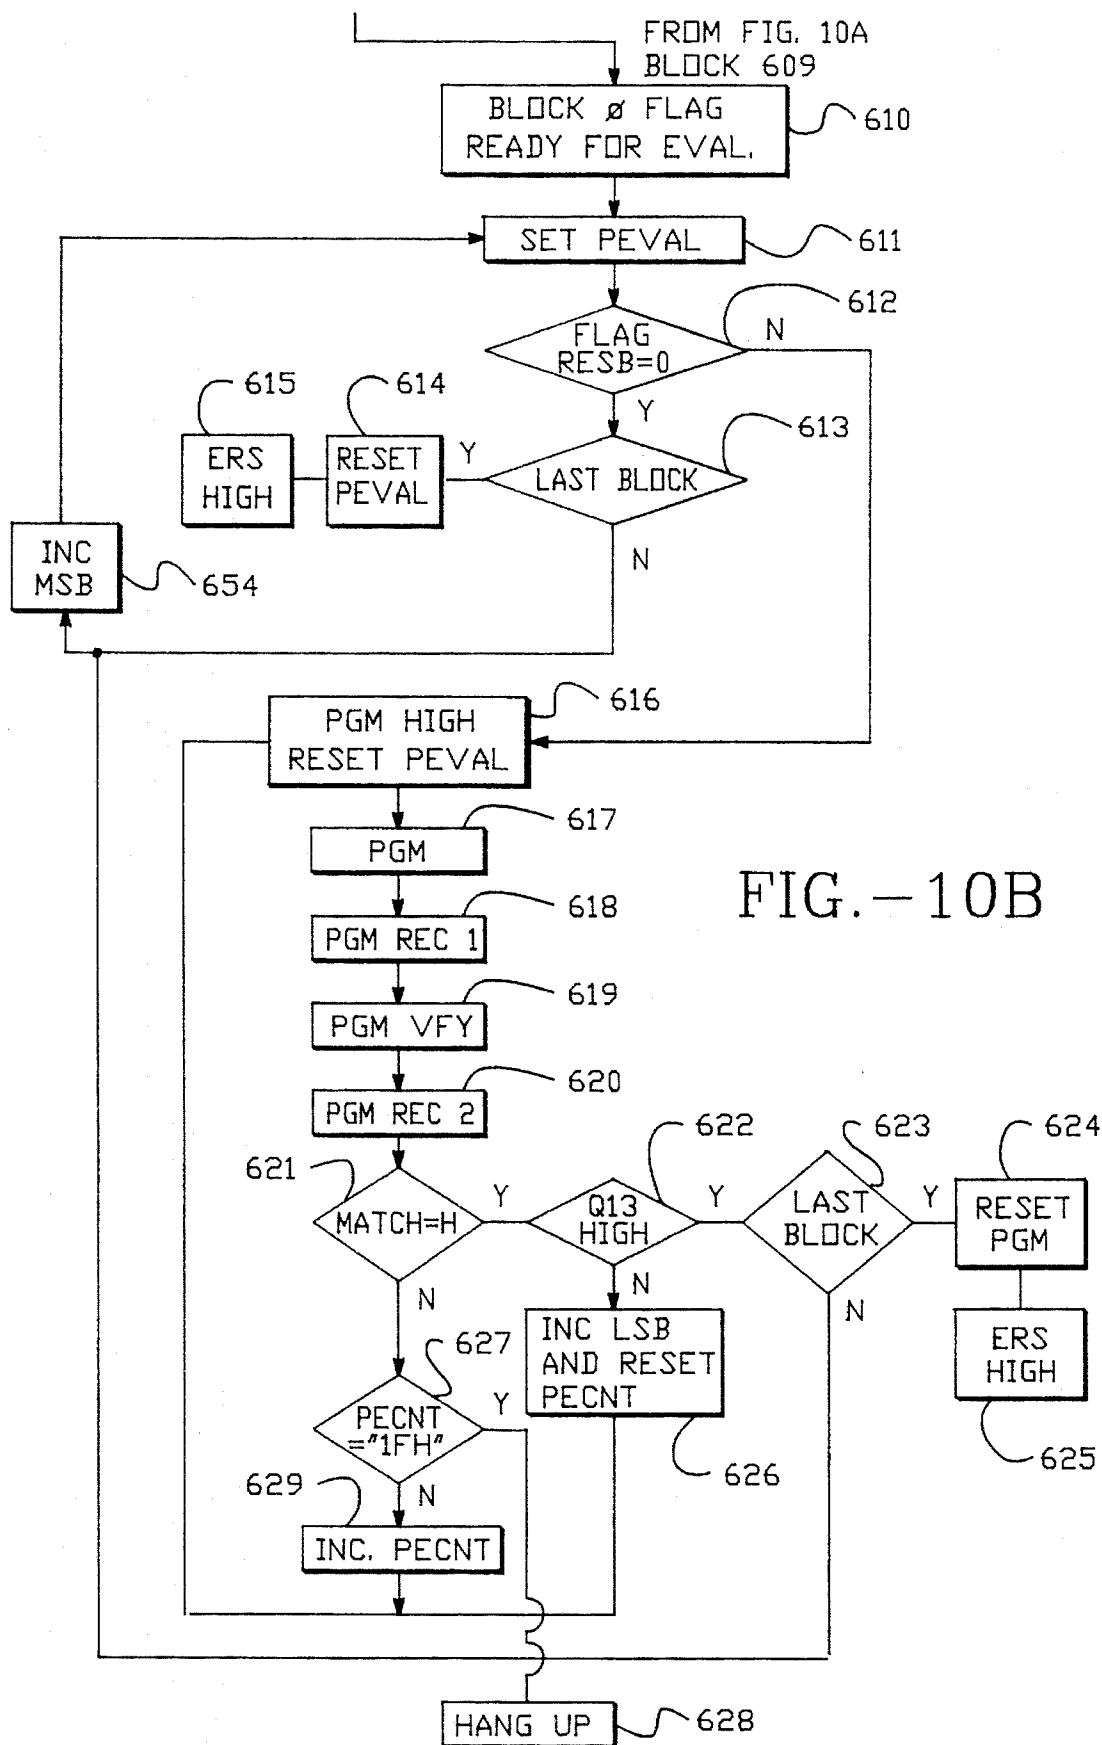 FROM FIG. 10A
BLOCK 609
BLOCK ø FLAG
READY FOR EVAL.
610
SET PEVAL
611
612
FLAG
RESB=0
N
Y
615
614
613
ERS
HIGH
RESET
PEVAL
Y
LAST BLOCK
N
INC
MSB
654
616
PGM HIGH
RESET PEVAL
617
PGM
FIG.-10B
618
PGM REC 1
619
PGM VFY
620
PGM REC 2
621
622
623
624
MATCH=H
Y
Q13
HIGH
Y
LAST
BLOCK
Y
RESET
PGM
N
N
N
INC LSB
AND RESET
PECNT
ERS
HIGH
627
PECNT
="1FH"
Y
626
625
629
N
INC. PECNT
HANG UP
628